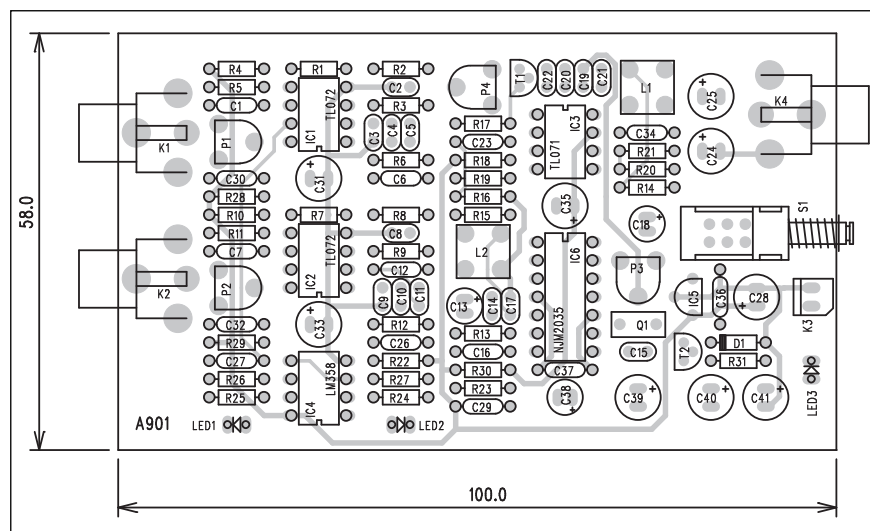 R4
R1
R2
R5
C2
C1
TL072
R3
IC1
C3
C4
C5
P1
K1
R6
C30
C31
C6
R28
R10
R7
R8
R11
C8
C7
TL072
R9
IC2
C12
P2
K2
C9
C10
C11
C32
C33
R12
R29
C26
C27
LM358
R22
R26
R27
R25
IC4
R24
A901
LED1
LED2
P4
T1
C22
C20
C19
C21
L1
C25
K4
R17
IC3
C34
C23
R21
C24
R18
TL071
R20
R19
R14
R16
C35
R15
C18
S1
L2
IC6
P3
C13
C14
C17
IC5
C36
C28
K3
R13
NJM2035
Q1
C16
C15
T2
D1
R30
C37
R31
R23
C38
C39
C40
C41
LED3
C29
58.0
100.0